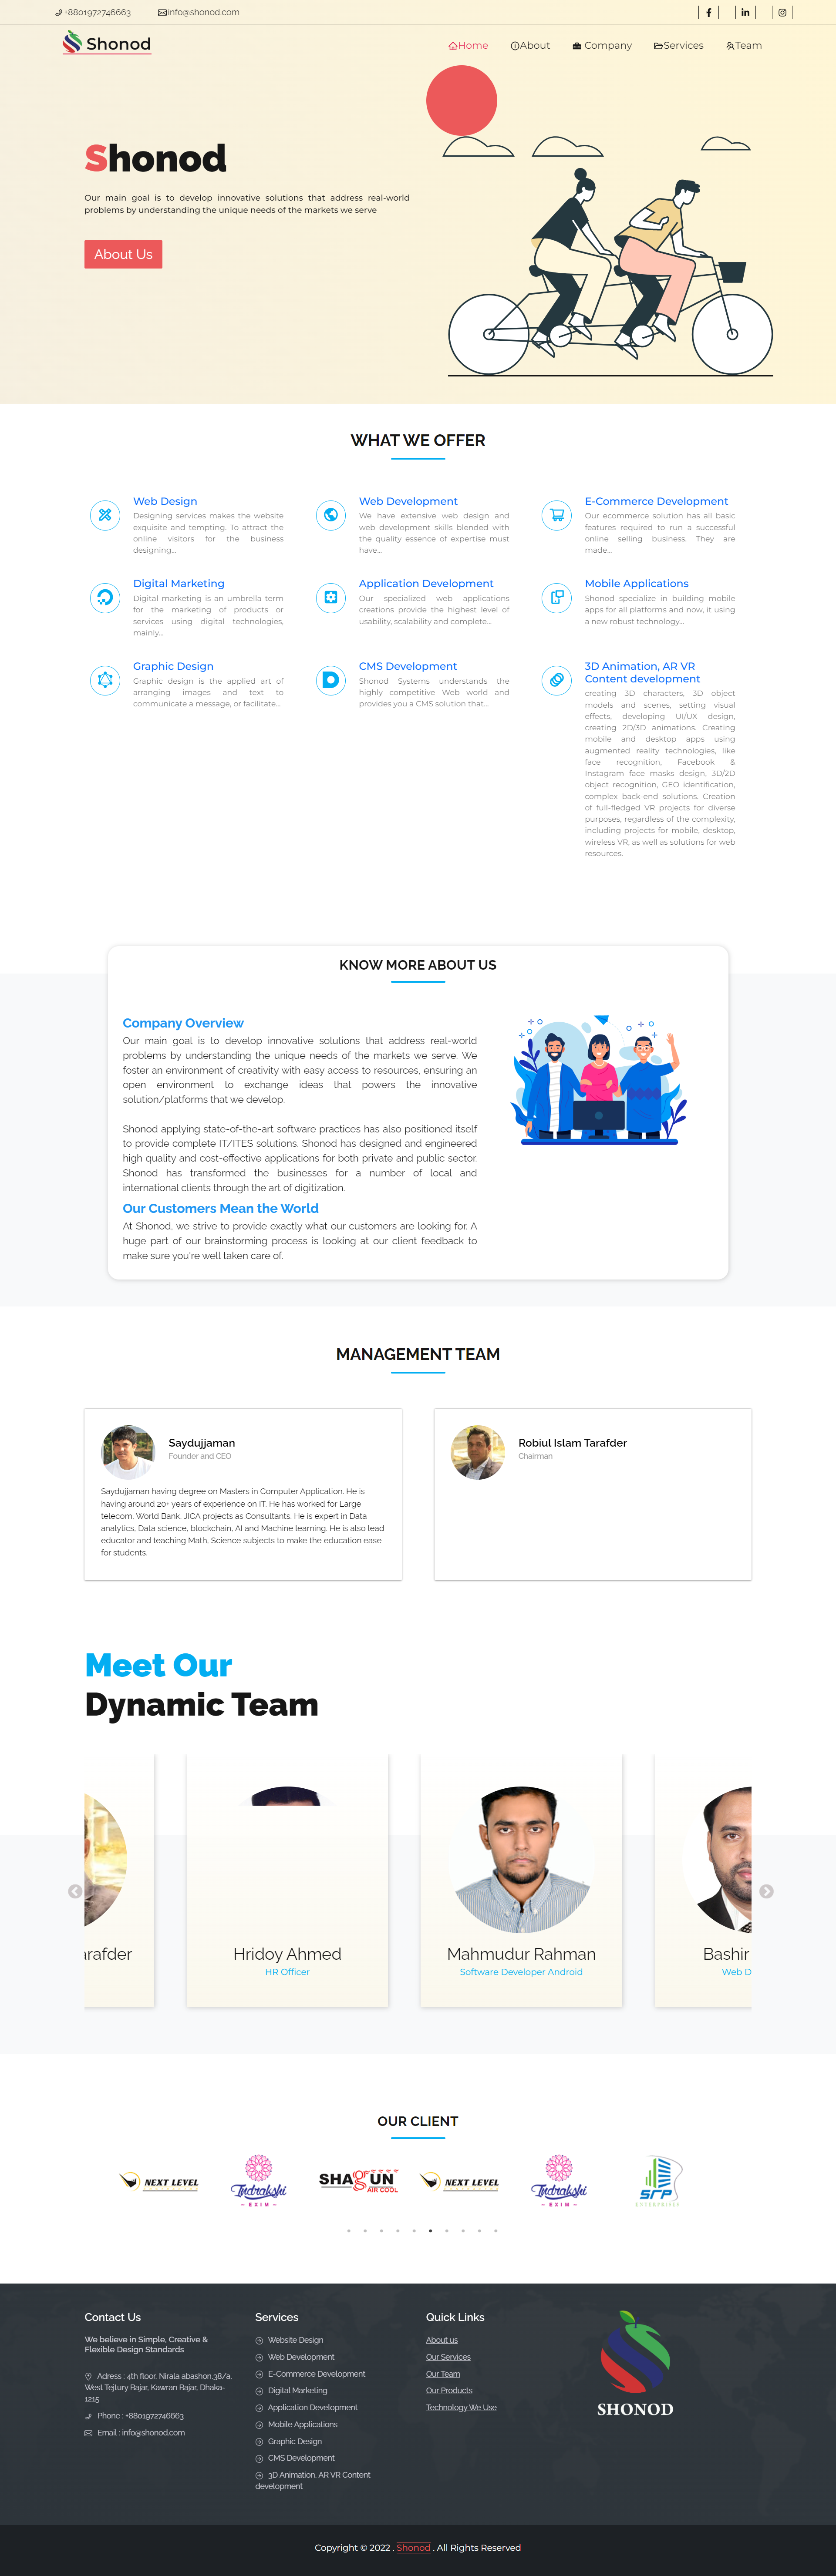 +8801972746663
info@shonod.com
Shonod
Home
About
Company
Services
Team
Shonod
Our main goal is to develop innovative solutions that address real-world
problems by understanding the unique needs of the markets we serve
About Us
WHAT WE OFFER
Web Design
Designing services makes the website
exquisite and tempting. To attract the
online visitors for the business
designing...
Web Development
We have extensive web design and
web development skills blended with
the quality essence of expertise must
have...
E-Commerce Development
Our ecommerce solution has all basic
features required to run a successful
online selling business. They are
made...
Digital Marketing
Digital marketing is an umbrella term
for the marketing of products or
services using digital technologies,
mainly...
Application Development
Our specialized web applications
creations provide the highest level of
usability, scalability and complete...
Mobile Applications
Shonod specialize in building mobile
apps for all platforms and now, it using
a new robust technology...
Graphic Design
Graphic design is the applied art of
arranging images and text to
communicate a message, or facilitate...
CMS Development
Shonod Systems understands the
highly competitive Web world and
provides you a CMS solution that...
3D Animation, AR VR
Content development
creating 3D characters, 3D object
models and scenes, setting visual
effects, developing UI/UX design,
creating 2D/3D animations. Creating
mobile and desktop apps using
augmented reality technologies, like
face recognition, Facebook &
Instagram face masks design, 3D/2D
object recognition, GEO identification,
complex back-end solutions. Creation
of full-fledged VR projects for diverse
purposes, regardless of the complexity,
including projects for mobile, desktop,
wireless VR, as well as solutions for web
resources.
KNOW MORE ABOUT US
Company Overview
Our main goal is to develop innovative solutions that address real-world
problems by understanding the unique needs of the markets we serve. We
foster an environment of creativity with easy access to resources, ensuring an
open environment to exchange ideas that powers the innovative
solution/platforms that we develop.
Shonod applying state-of-the-art software practices has also positioned itself
to provide complete IT/ITES solutions. Shonod has designed and engineered
high quality and cost-effective applications for both private and public sector.
Shonod has transformed the businesses for a number of local and
international clients through the art of digitization.
Our Customers Mean the World
At Shonod, we strive to provide exactly what our customers are looking for. A
huge part of our brainstorming process is looking at our client feedback to
make sure you're well taken care of.
MANAGEMENT TEAM
Saydujjaman
Founder and CEO
Saydujjaman having degree on Masters in Computer Application. He is
having around 20+ years of experience on IT. He has worked for Large
telecom, World Bank, JICA projects as Consultants. He is expert in Data
analytics, Data science, blockchain, AI and Machine learning. He is also lead
educator and teaching Math, Science subjects to make the education ease
for students.
Robiul Islam Tarafder
Chairman
Meet Our
Dynamic Team
arafder
Hridoy Ahmed
HR Officer
Mahmudur Rahman
Software Developer Android
Bashir
Web D
OUR CLIENT
NEXT LEVEL
Indrakshi
EXIM
SHAGUN
AIR COOL
NEXT LEVEL
Indrakshi
EXIM
SRP
ENTERPRISE
Contact Us
We believe in Simple, Creative &
Flexible Design Standards
Adress : 4th floor, Nirala abashon,38/a,
West Tejtury Bajar, Kawran Bajar, Dhaka-
1215
Phone : +8801972746663
Email : info@shonod.com
Services
Website Design
Web Development
E-Commerce Development
Digital Marketing
Application Development
Mobile Applications
Graphic Design
CMS Development
3D Animation, AR VR Content
development
Quick Links
About us
Our Services
Our Team
Our Products
Technology We Use
SHONOD
Copyright © 2022 . Shonod . All Rights Reserved